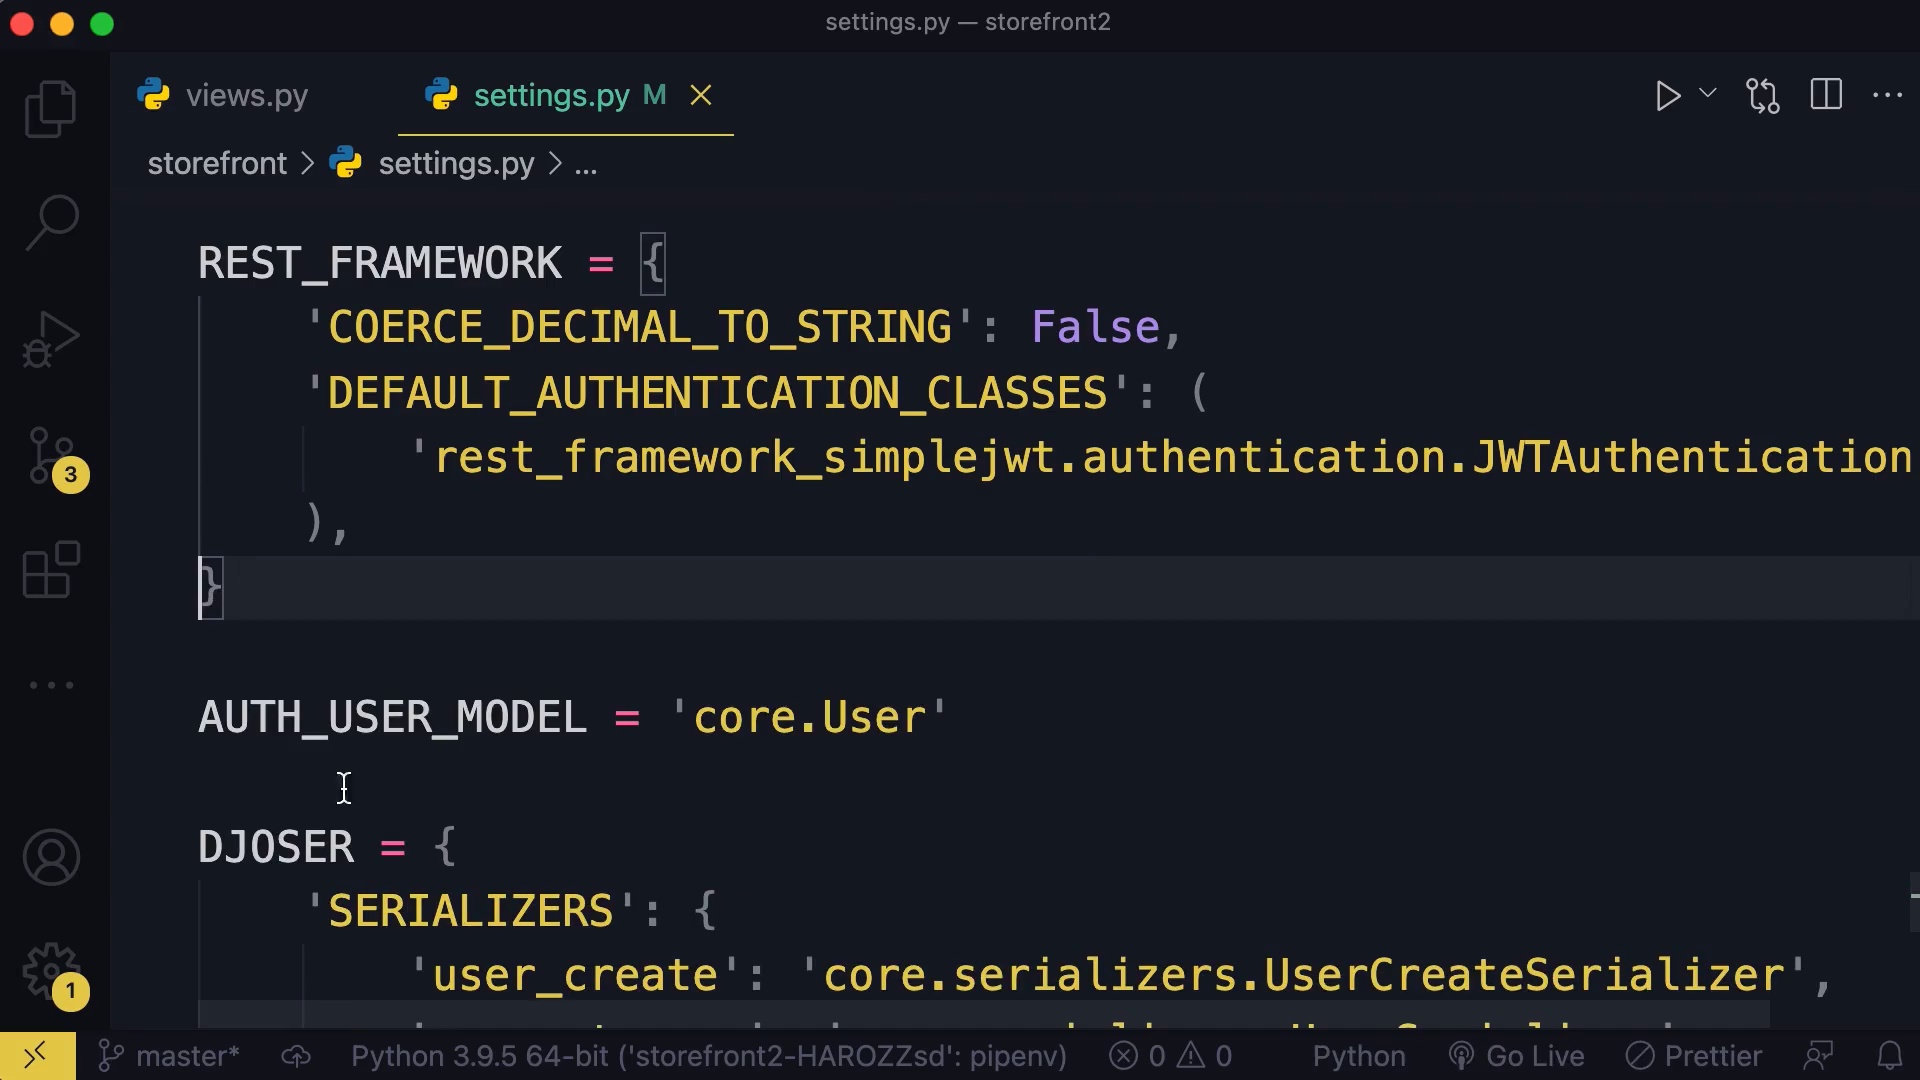 settings.py — storefront2
views.py
settings.py M
storefront > settings.py > ...
REST_FRAMEWORK = {
'COERCE_DECIMAL_TO_STRING': False,
'DEFAULT_AUTHENTICATION_CLASSES': (
'rest_framework_simplejwt.authentication.JWTAuthentication
),
}
3
AUTH_USER_MODEL = 'core.User'
DJOSER = {
'SERIALIZERS': {
'user_create': 'core.serializers.UserCreateSerializer',
1
master* Python 3.9.5 64-bit ('storefront2-HAROZZsd': pipenv) 0 0 Python Go Live Prettier